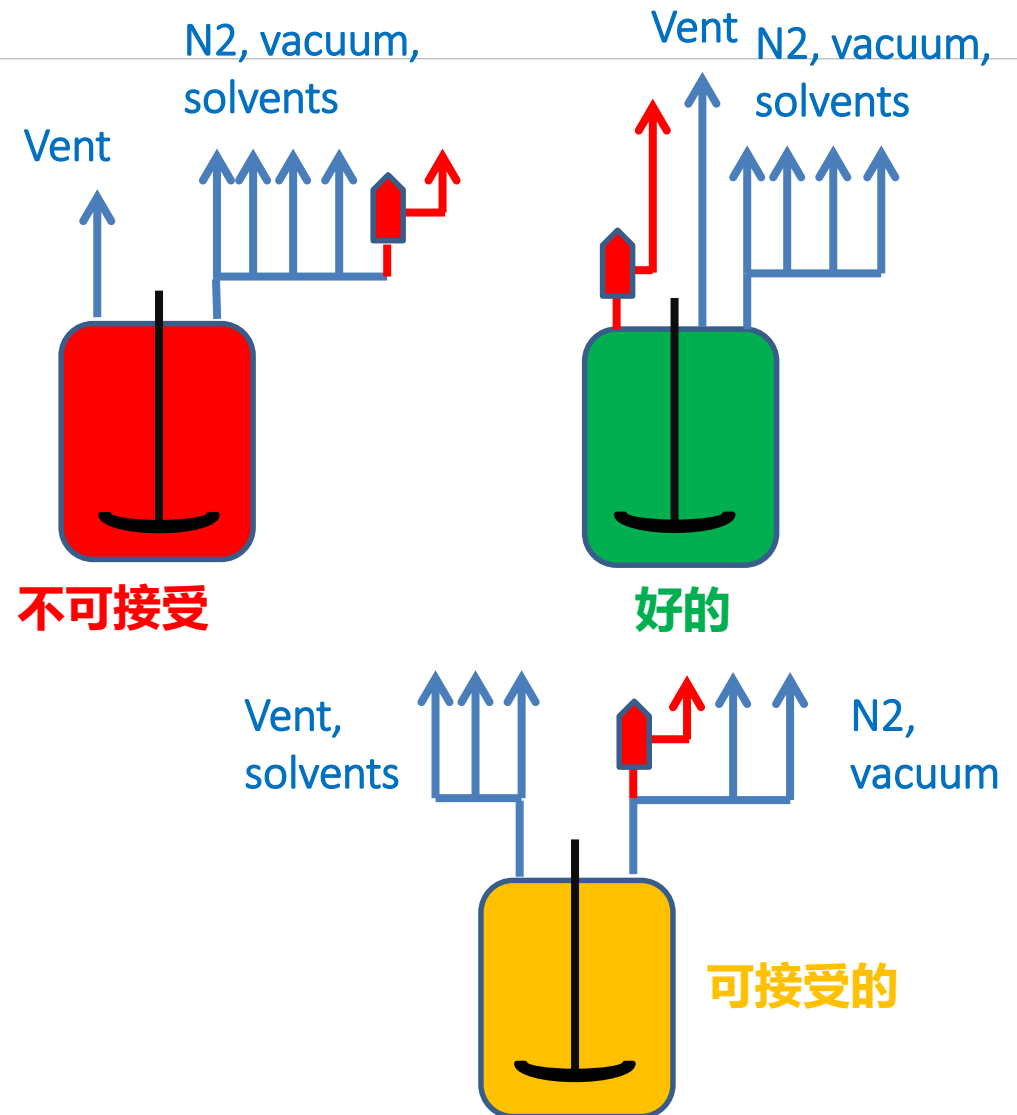 N2, vacuum,
solvents
Vent
Vent
N2, vacuum,
solvents
不可接受
好的
Vent,
solvents
N2,
vacuum
可接受的